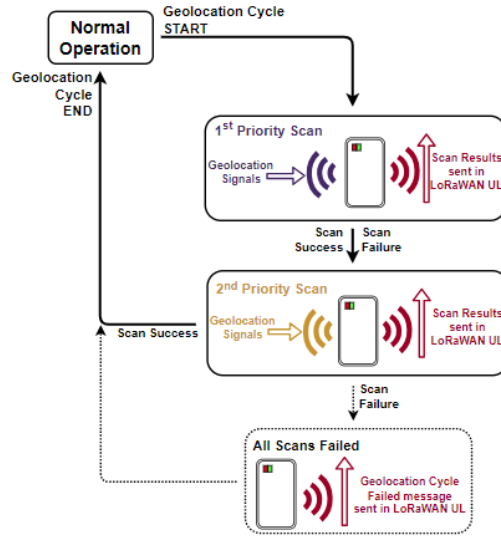 Normal
Operation
Geolocation Cycle
START
Geolocation
Cycle
END
1st Priority Scan
Geolocation
Signals
Scan Results
sent in
LoRaWAN UL
Scan
Success
Scan
Failure
2nd Priority Scan
Geolocation
Signals
Scan Results
sent in
LoRaWAN UL
Scan Success
Scan
Failure
All Scans Failed
Geolocation Cycle
Failed message
sent in LoRaWAN UL